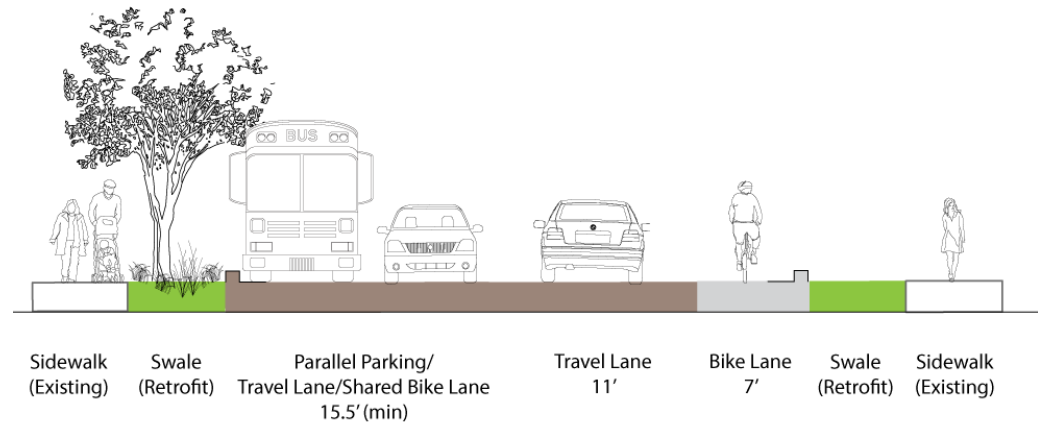 BUS
Sidewalk
(Existing)
Swale
(Retrofit)
Parallel Parking/
Travel Lane/Shared Bike Lane
15.5’ (min)
Travel Lane
11’
Bike Lane
7’
Swale
(Retrofit)
Sidewalk
(Existing)